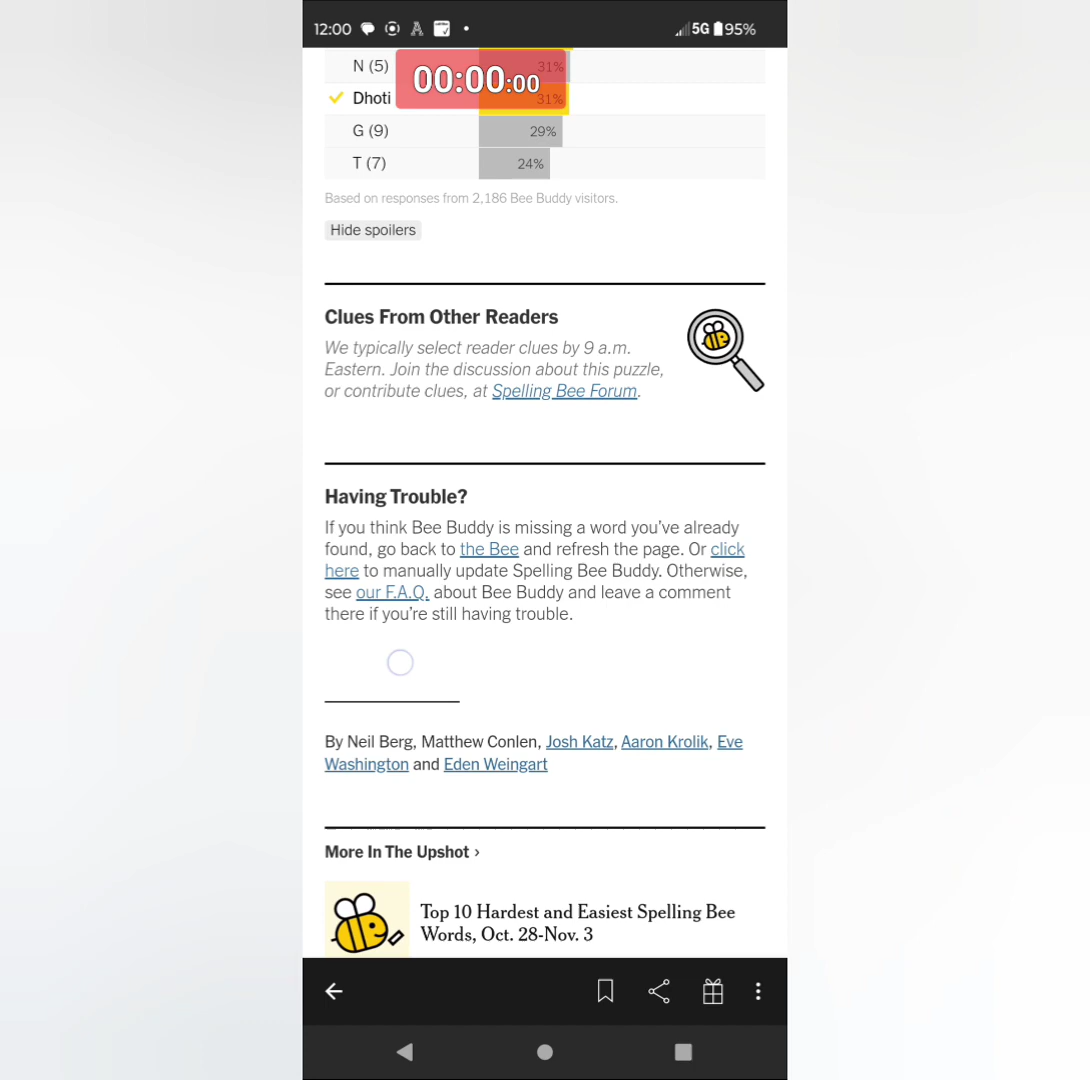 12:00 5G 95%
N (5) 31%
00:00:00
Dhoti 31%
G (9) 29%
T (7) 24%
Based on responses from 2,186 Bee Buddy visitors.
Hide spoilers
Clues From Other Readers
We typically select reader clues by 9 a.m.
Eastern. Join the discussion about this puzzle,
or contribute clues, at Spelling Bee Forum.
Having Trouble?
If you think Bee Buddy is missing a word you've already
found, go back to the Bee and refresh the page. Or click
here to manually update Spelling Bee Buddy. Otherwise,
see our F.A.Q. about Bee Buddy and leave a comment
there if you're still having trouble.
By Neil Berg, Matthew Conlen, Josh Katz, Aaron Krolik, Eve
Washington and Eden Weingart
More In The Upshot ›
Top 10 Hardest and Easiest Spelling Bee
Words, Oct. 28-Nov. 3